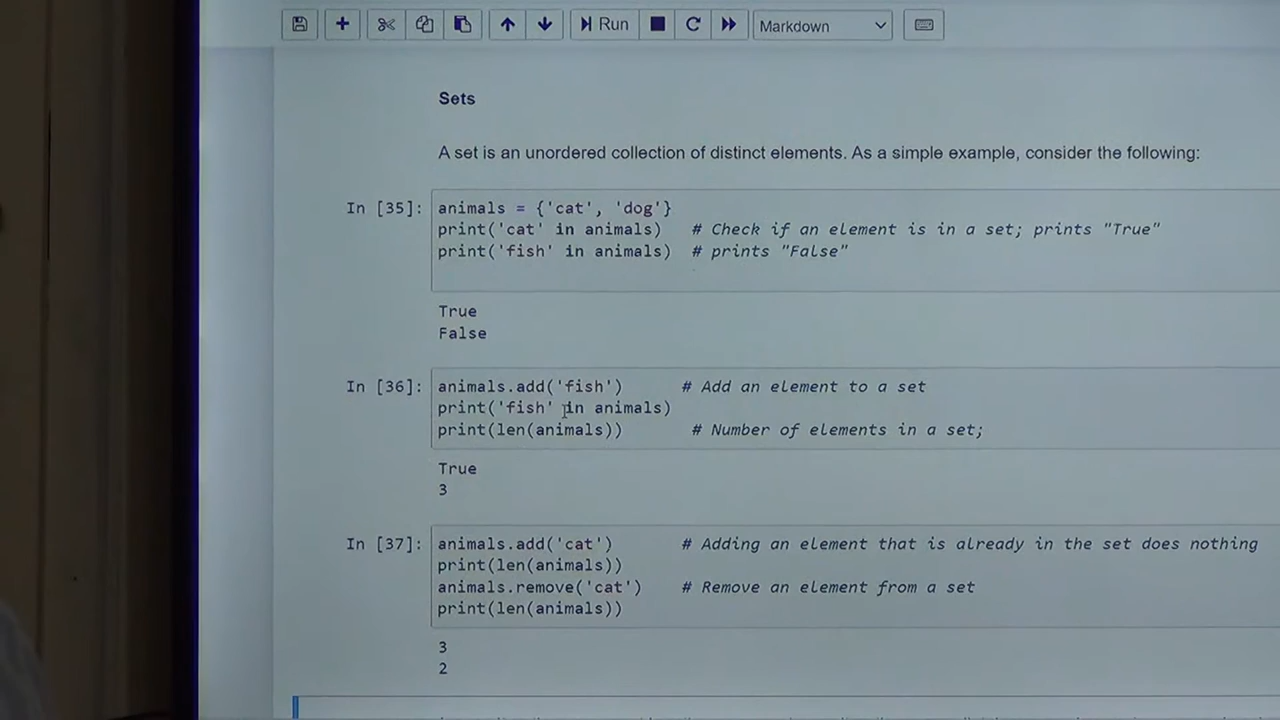 Run
Markdown
Sets
A set is an unordered collection of distinct elements. As a simple example, consider the following:
In [35]:
animals = {'cat', 'dog'}
print('cat' in animals)   # Check if an element is in a set; prints "True"
print('fish' in animals)  # prints "False"
True
False
In [36]:
animals.add('fish')      # Add an element to a set
print('fish' in animals)
print(len(animals))       # Number of elements in a set;
True
3
In [37]:
animals.add('cat')       # Adding an element that is already in the set does nothing
print(len(animals))
animals.remove('cat')    # Remove an element from a set
print(len(animals))
3
2